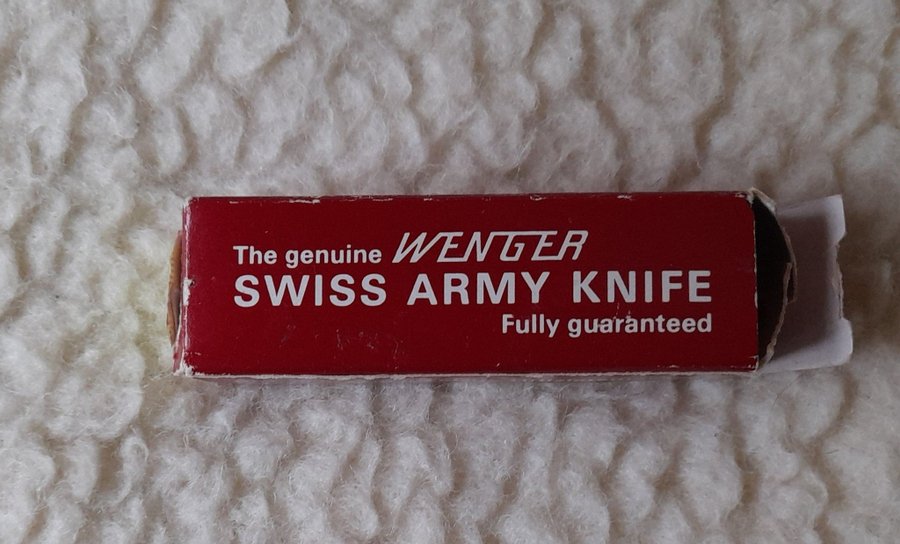 The genuine WENGER
SWISS ARMY KNIFE
Fully guaranteed